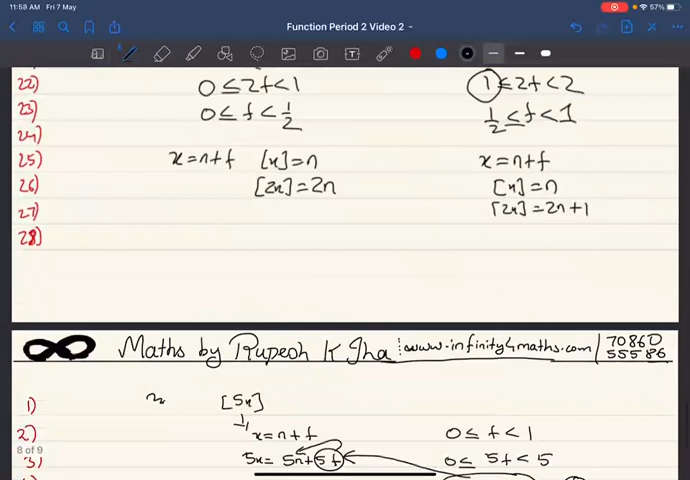 11:58 AM Fri 7 May
57%
Function Period 2 Video 2
22) 0 ≤ 2f < 1 1 ≤ 2f < 2
23) 0 ≤ f < 1/2 1/2 ≤ f < 1
24)
25) x = n + f [x] = n x = n + f
26) [2x] = 2n [x] = n
27) [2x] = 2n + 1
28)
Maths by Rupesh K Jha www.infinity4maths.com / 70860 55586
1) [5x]
2) x = n + f 0 ≤ f < 1
8 of 9
3) 5x = 5n + 5f 0 ≤ 5f < 5